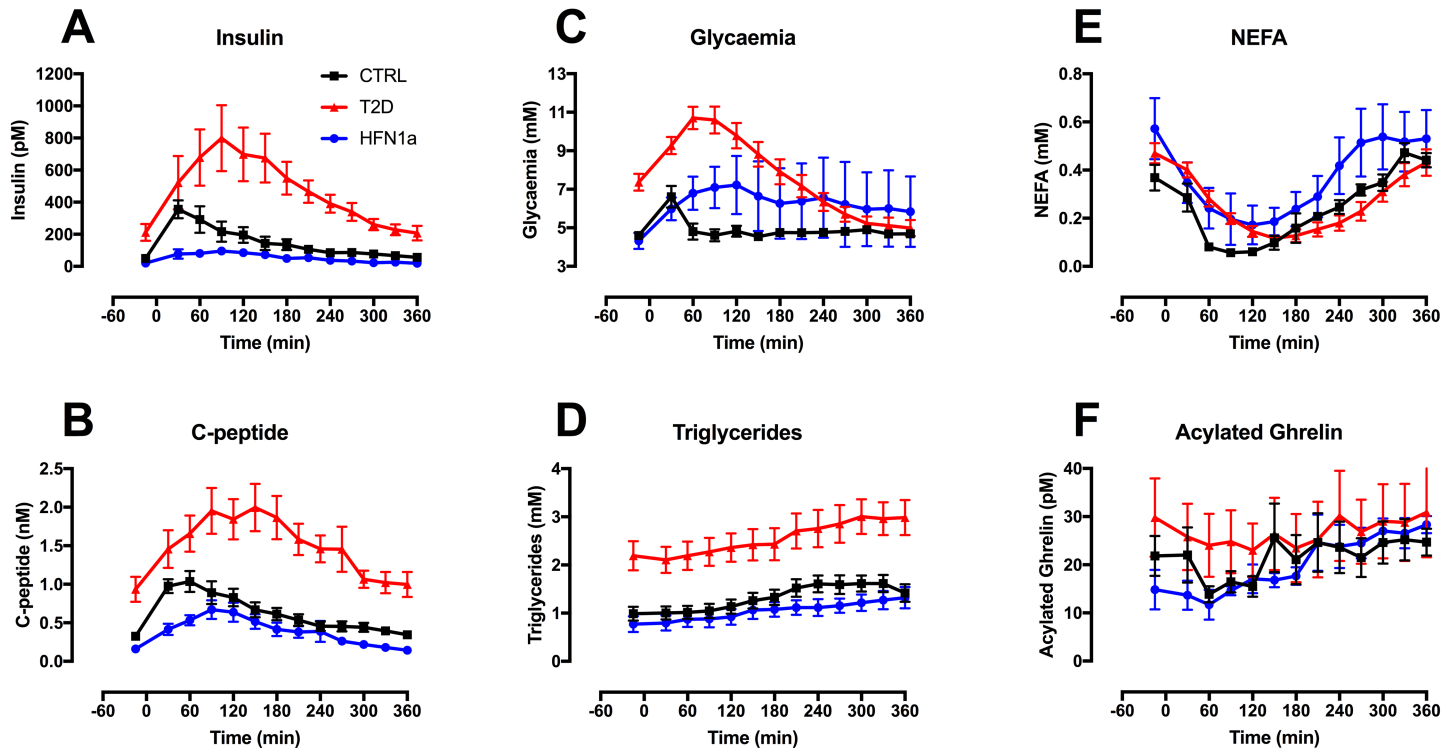 A
Insulin
Insulin (pM)
1200
1000
800
600
400
200
0
CTRL
T2D
HFN1a
-60 0 60 120 180 240 300 360
Time (min)
C
Glycaemia
Glycaemia (mM)
13
11
9
7
5
3
-60 0 60 120 180 240 300 360
Time (min)
E
NEFA
NEFA (mM)
0.8
0.6
0.4
0.2
0.0
-60 0 60 120 180 240 300 360
Time (min)
B
C-peptide
C-peptide (nM)
2.5
2.0
1.5
1.0
0.5
0.0
-60 0 60 120 180 240 300 360
Time (min)
D
Triglycerides
Triglycerides (mM)
4
3
2
1
0
-60 0 60 120 180 240 300 360
Time (min)
F
Acylated Ghrelin
Acylated Ghrelin (pM)
40
30
20
10
0
-60 0 60 120 180 240 300 360
Time (min)